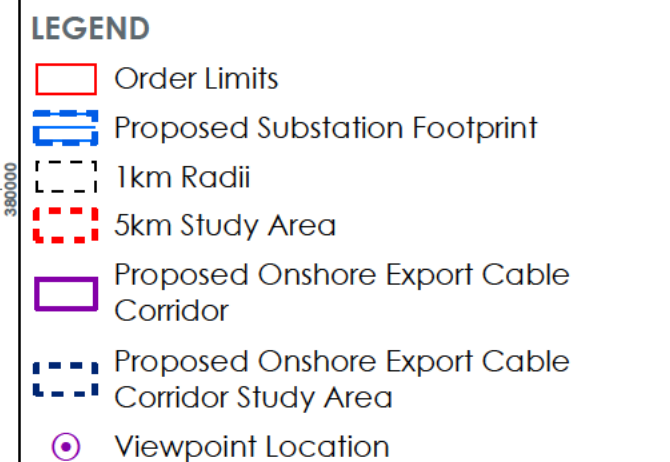 LEGEND
Order Limits
Proposed Substation Footprint
1km Radii
380000
5km Study Area
Proposed Onshore Export Cable
Corridor
Proposed Onshore Export Cable
Corridor Study Area
Viewpoint Location